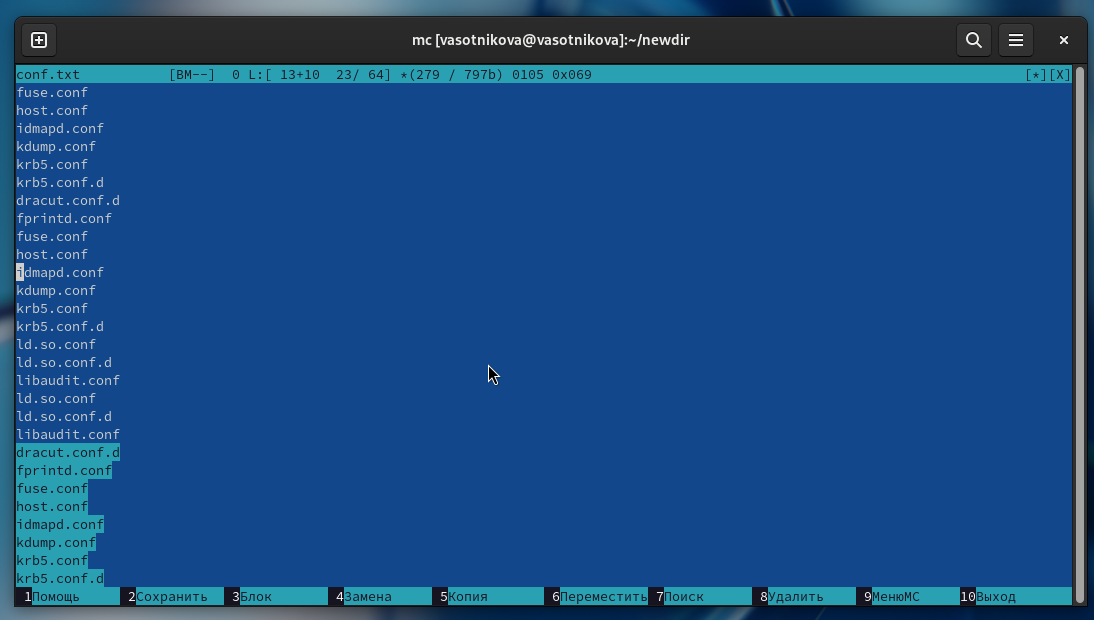 mc [vasotnikova@vasotnikova]:~/newdir
conf.txt [BM--] 0 L:[ 13+10 23/ 64] *(279 / 797b) 0105 0x069 [*][X]
fuse.conf
host.conf
idmapd.conf
kdump.conf
krb5.conf
krb5.conf.d
dracut.conf.d
fprintd.conf
fuse.conf
host.conf
idmapd.conf
kdump.conf
krb5.conf
krb5.conf.d
ld.so.conf
ld.so.conf.d
libaudit.conf
ld.so.conf
ld.so.conf.d
libaudit.conf
dracut.conf.d
fprintd.conf
fuse.conf
host.conf
idmapd.conf
kdump.conf
krb5.conf
krb5.conf.d
1Помощь 2Сохранить 3Блок 4Замена 5Копия 6Переместить 7Поиск 8Удалить 9МенюМС 10Выход